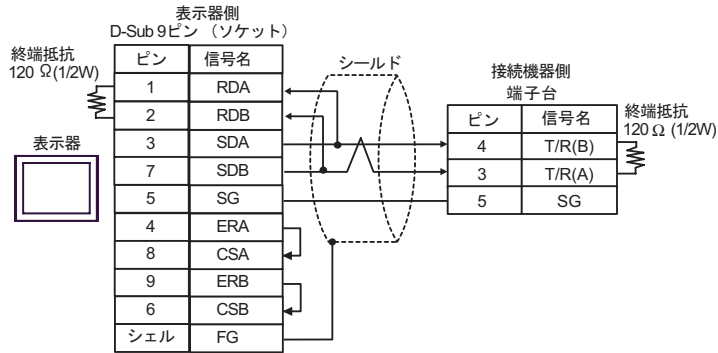 表示器側
D-Sub 9ピン (ソケット)
終端抵抗
120 Ω(1/2W)
表示器
ピン 信号名
1 RDA
2 RDB
3 SDA
7 SDB
5 SG
4 ERA
8 CSA
9 ERB
6 CSB
シェル FG
シールド
接続機器側
端子台
ピン 信号名
4 T/R(B)
3 T/R(A)
5 SG
終端抵抗
120 Ω (1/2W)